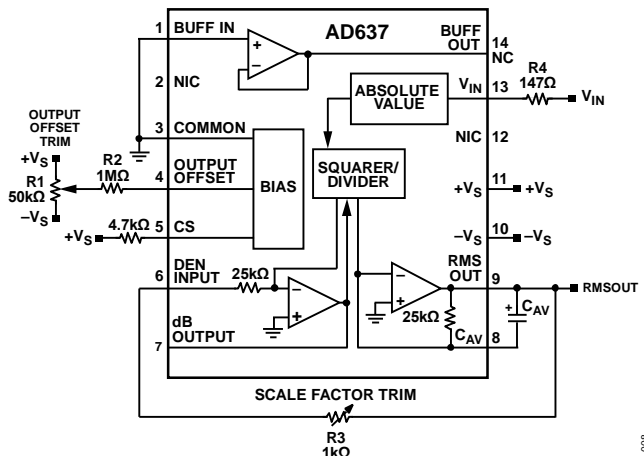 AD637
1 BUFF IN
BUFF
OUT
14
NC
2 NIC
ABSOLUTE
VALUE
VIN
13
R4
147Ω
VIN
NIC 12
OUTPUT
OFFSET
TRIM
3 COMMON
+VS
R1
50kΩ
−VS
R2
1MΩ
4
OUTPUT
OFFSET
BIAS
SQUARER/
DIVIDER
11
+VS
+VS
+VS
4.7kΩ
5 CS
10
−VS
−VS
6 DEN
INPUT
25kΩ
RMS
OUT
9
RMSOUT
25kΩ
CAV
8
+
CAV
dB
OUTPUT
7
+
−
−
+
−
+
SCALE FACTOR TRIM
R3
1kΩ